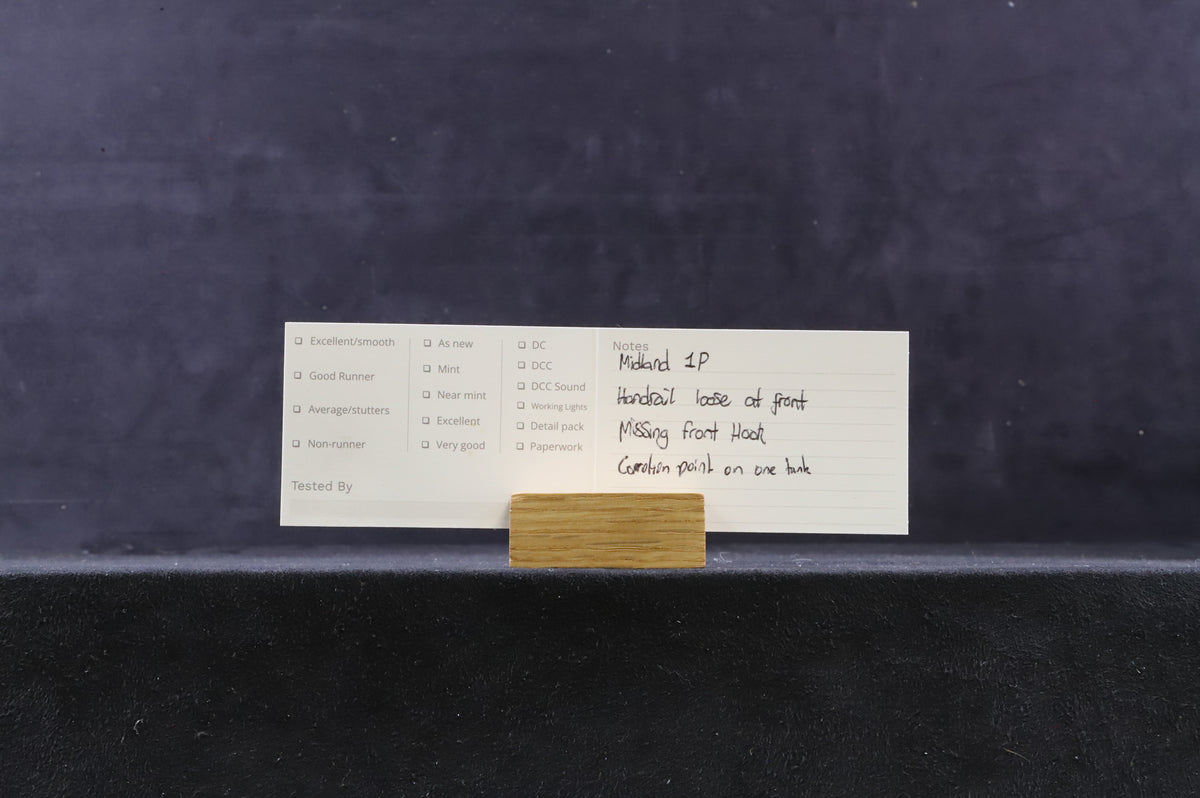 Excellent/smooth
Good Runner
Average/stutters
Non-runner
Tested By
As new
Mint
Near mint
Excellent
Very good
DC
DCC
DCC Sound
Working Lights
Detail pack
Paperwork
Notes
Midland 1P
Handrail loose at front
Missing front Hook
point on one tank